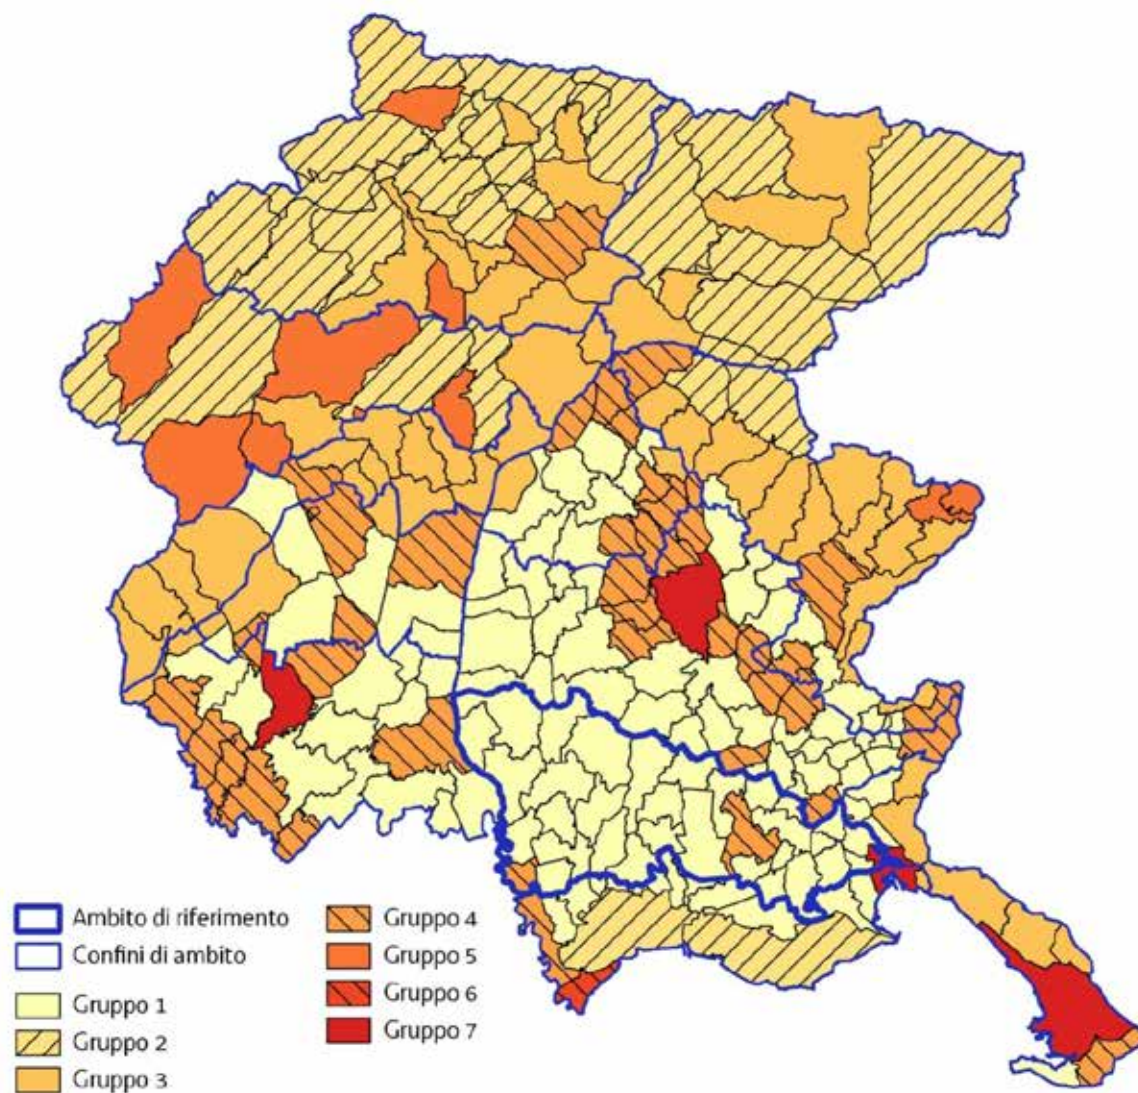 Ambito di riferimento
Confini di ambito
Gruppo 1
Gruppo 2
Gruppo 3
Gruppo 4
Gruppo 5
Gruppo 6
Gruppo 7